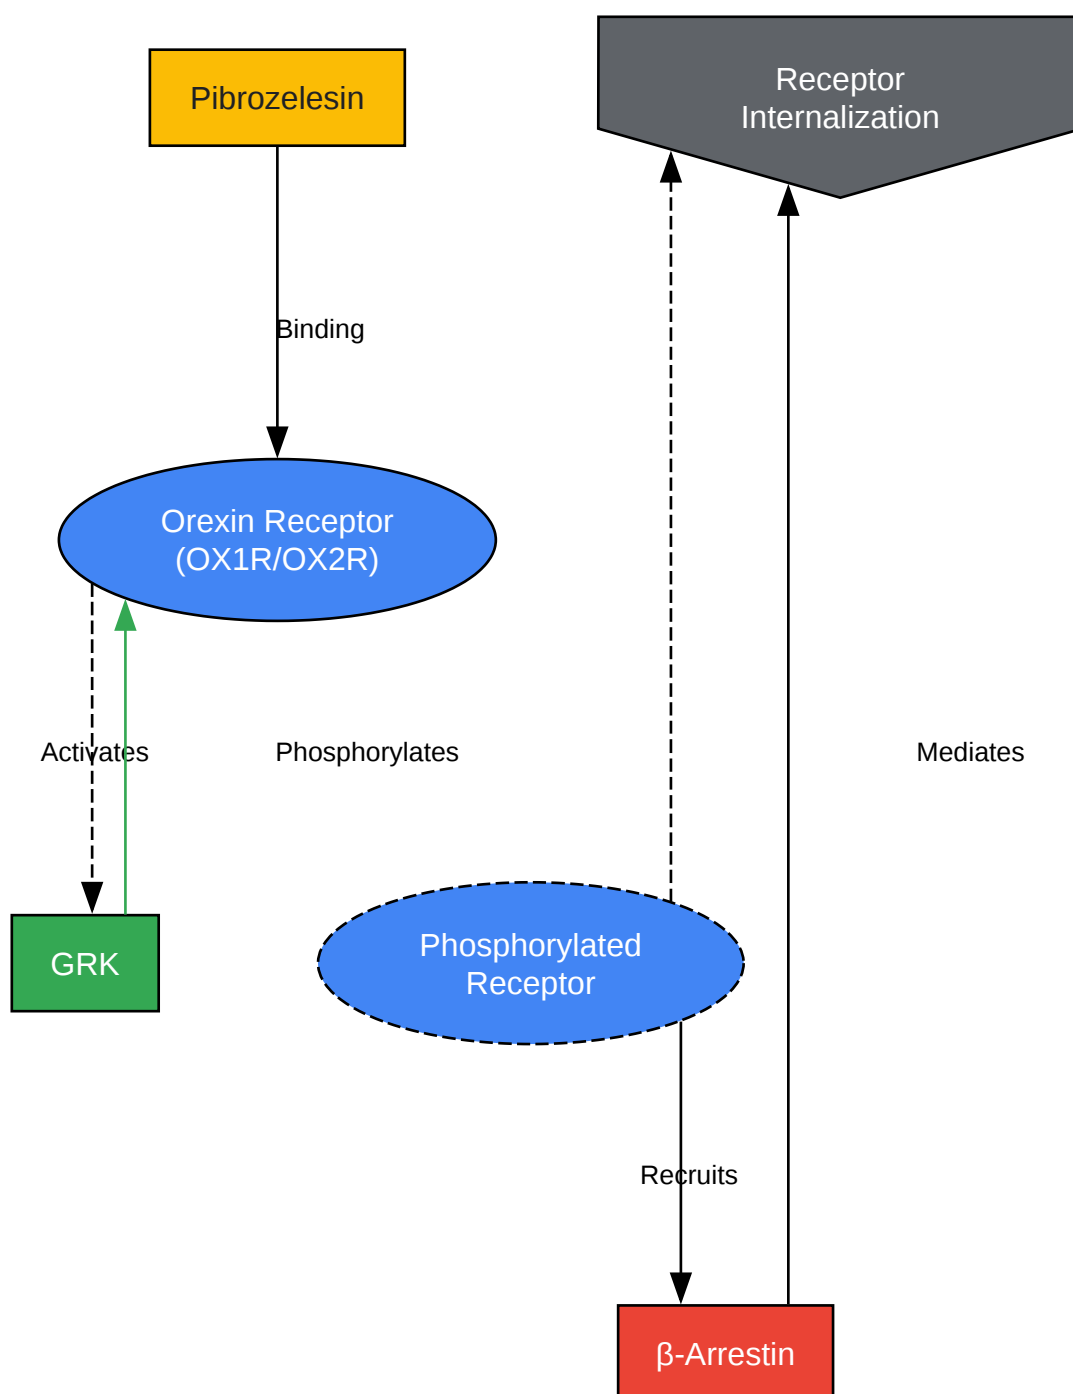 Pibrozelesin
Receptor
Internalization
Binding
Orexin Receptor
(OX1R/OX2R)
Activates
Phosphorylates
Mediates
GRK
Phosphorylated
Receptor
Recruits
β-Arrestin